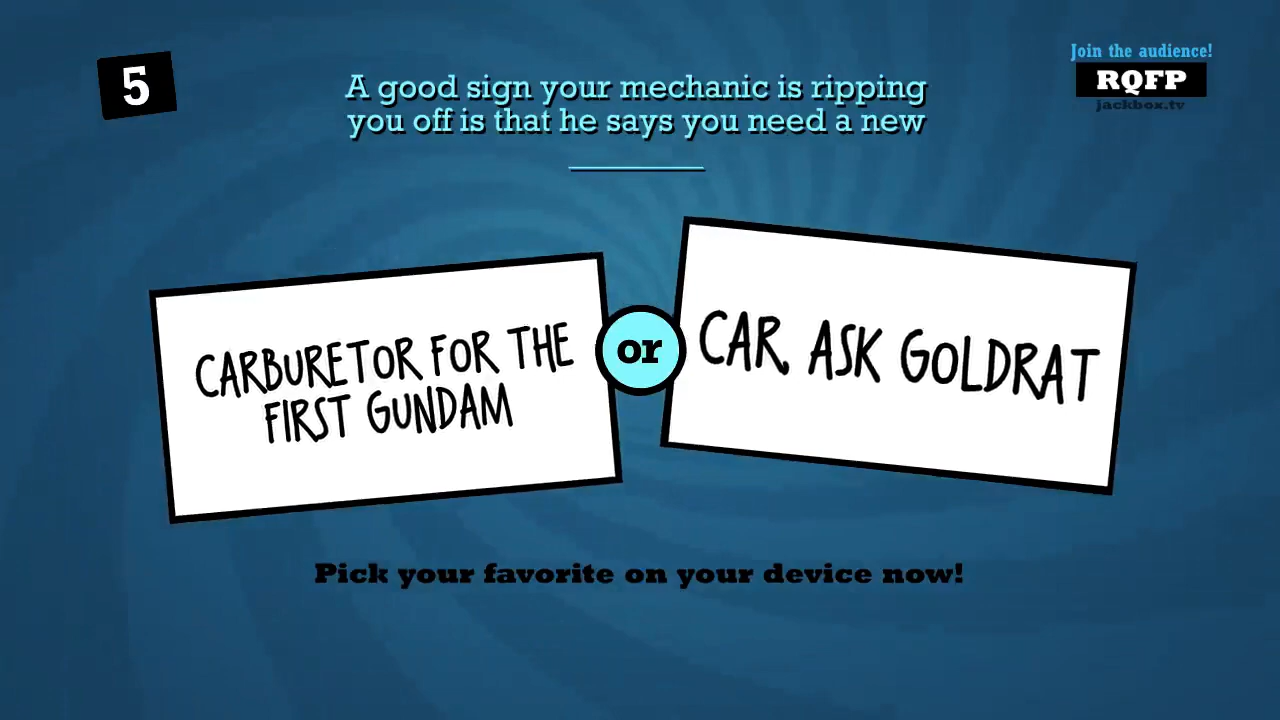 5
A good sign your mechanic is ripping
you off is that he says you need a new
Join the audience!
RQFP
jackbox.tv
CARBURETOR FOR THE
FIRST GUNDAM
or
CAR, ASK GOLDRAT
Pick your favorite on your device now!